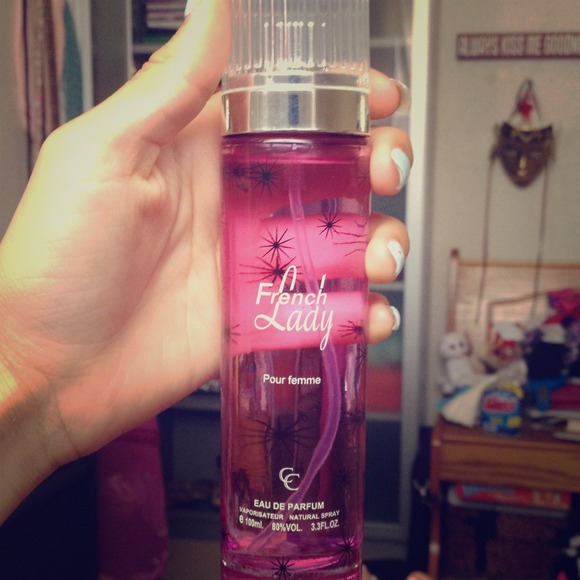 ALWAYS KISS ME GOODN
French
Lady
Pour femme
CC
EAU DE PARFUM
VAPORISATEUR NATURAL SPRAY
e 100ml. 80%VOL. 3.3FL.OZ.